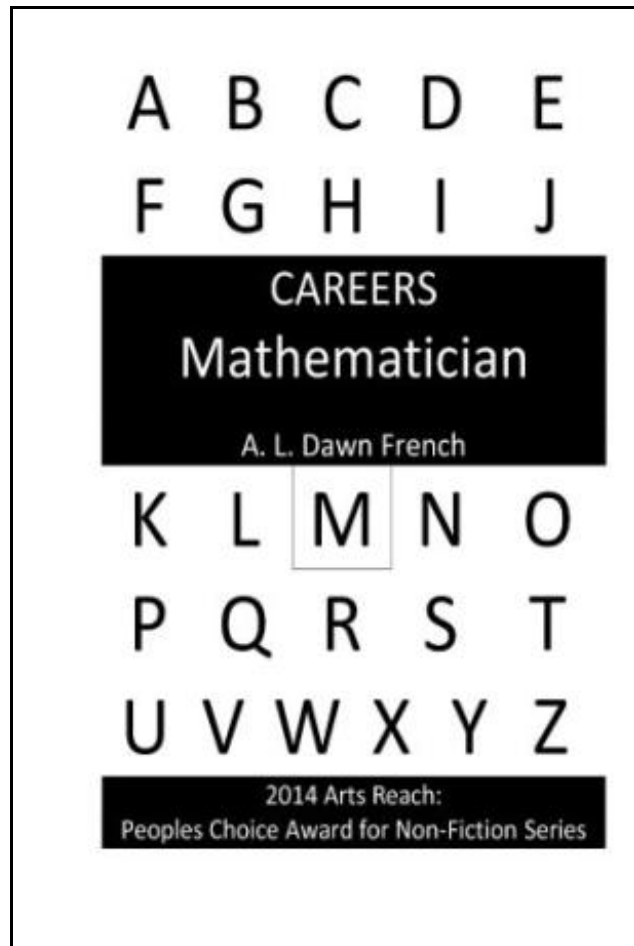 A B C D E
F G H I J
CAREERS
Mathematician
A. L. Dawn French
K L M N O
P Q R S T
U V W X Y Z
2014 Arts Reach:
Peoples Choice Award for Non-Fiction Series